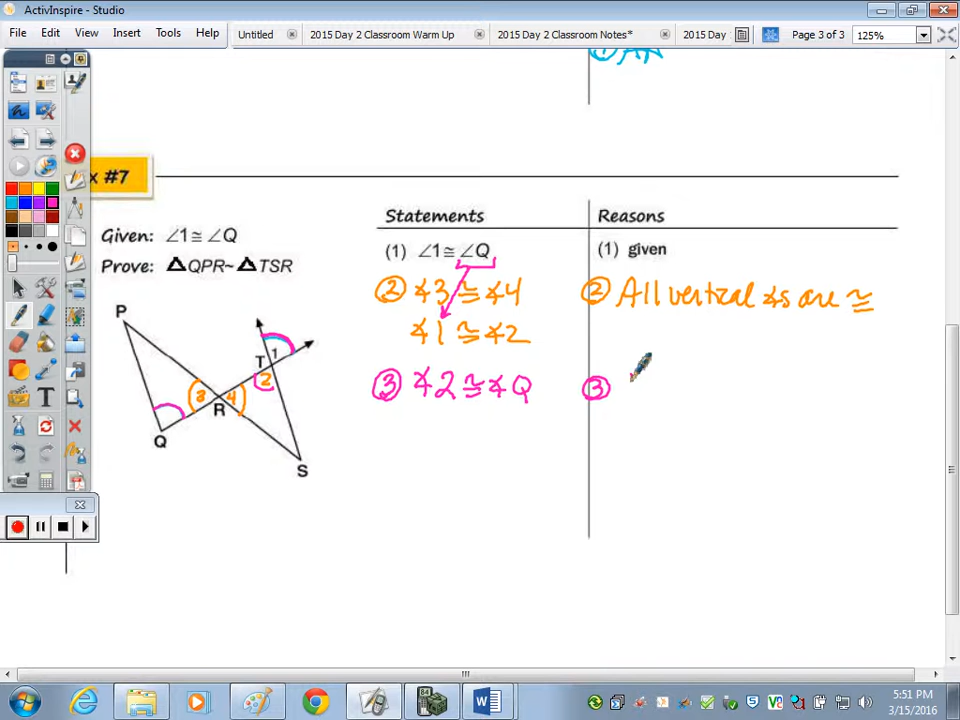 ActivInspire - Studio
File Edit View Insert Tools Help
Untitled
2015 Day 2 Classroom Warm Up
2015 Day 2 Classroom Notes*
2015 Day
Page 3 of 3
125%
x #7
Given: ∠1 ≅ ∠Q
Prove: △QPR~△TSR
Statements
Reasons
(1) ∠1 ≅ ∠Q
(1) given
② ∢3 ≅ ∢4
② All vertical ∢s are ≅
∢1 ≅ ∢2
③ ∢2 ≅ ∢Q
③
P
T
1
2
3
4
R
Q
S
84
5:51 PM
3/15/2016